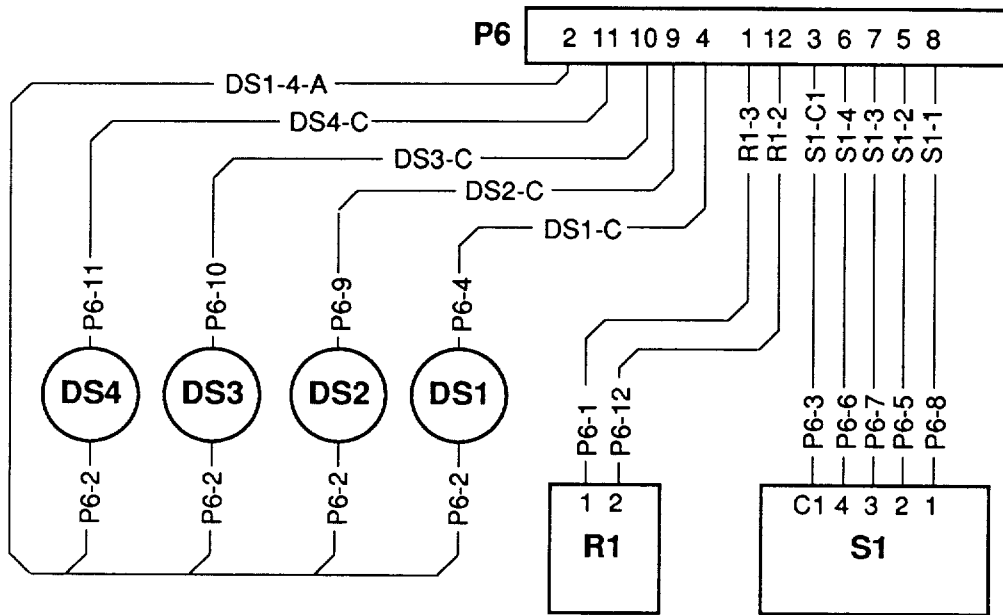 P6 2 11 10 9 4 1 12 3 6 7 5 8
DS1-4-A
DS4-C
DS3-C
DS2-C
DS1-C
R1-3
R1-2
S1-C1
S1-4
S1-3
S1-2
S1-1
P6-11
P6-10
P6-9
P6-4
DS4 DS3 DS2 DS1
P6-2
P6-2
P6-2
P6-2
P6-1
P6-12
P6-3
P6-6
P6-7
P6-5
P6-8
1 2
R1
C1 4 3 2 1
S1